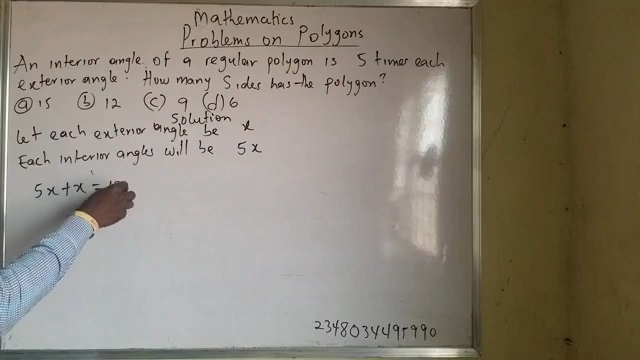 Mathematics
Problems on Polygons
An interior angle of a regular polygon is 5 times each
exterior angle. How many Sides has the polygon?
(a) 15 (b) 12 (c) 9 (d) 6
Solution
Let each exterior angle be x
Each interior angles will be 5x
5x+x =
2348034495990